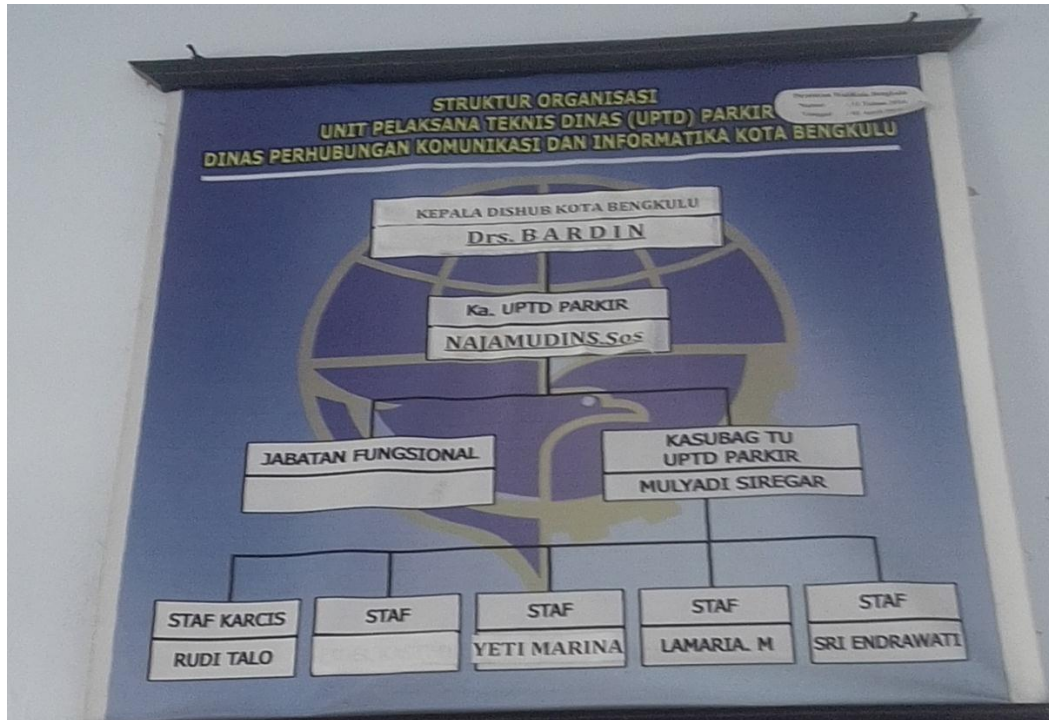 STRUKTUR ORGANISASI
UNIT PELAKSANA TEKNIS DINAS (UPTD) PARKIR
DINAS PERHUBUNGAN KOMUNIKASI DAN INFORMATIKA KOTA BENGKULU
KEPALA DISHUB KOTA BENGKULU
Drs. B A R D I N
Ka. UPTD PARKIR
NAJAMUDINS.Sos
JABATAN FUNGSIONAL
KASUBAG TU
UPTD PARKIR
MULYADI SIREGAR
STAF KARCIS
RUDI TALO
STAF
STAF
YETI MARINA
STAF
LAMARIA. M
STAF
SRI ENDRAWATI